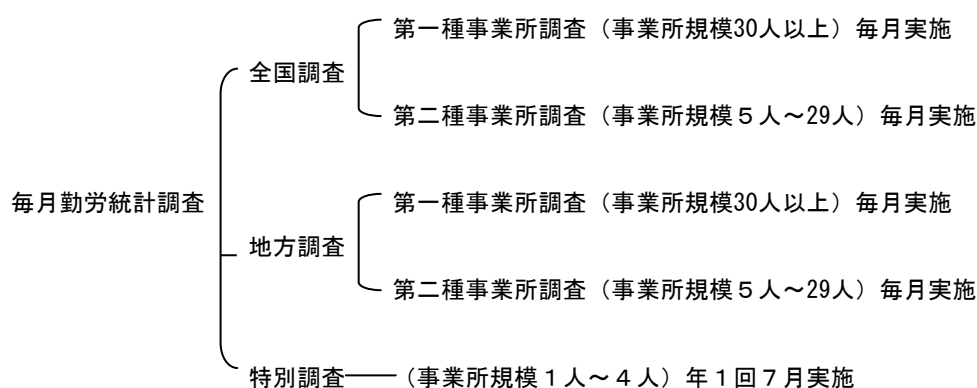 第一種事業所調査（事業所規模30人以上）毎月実施
全国調査
第二種事業所調査（事業所規模５人～29人）毎月実施
毎月勤労統計調査
第一種事業所調査（事業所規模30人以上）毎月実施
地方調査
第二種事業所調査（事業所規模５人～29人）毎月実施
特別調査――（事業所規模１人～４人）年１回７月実施